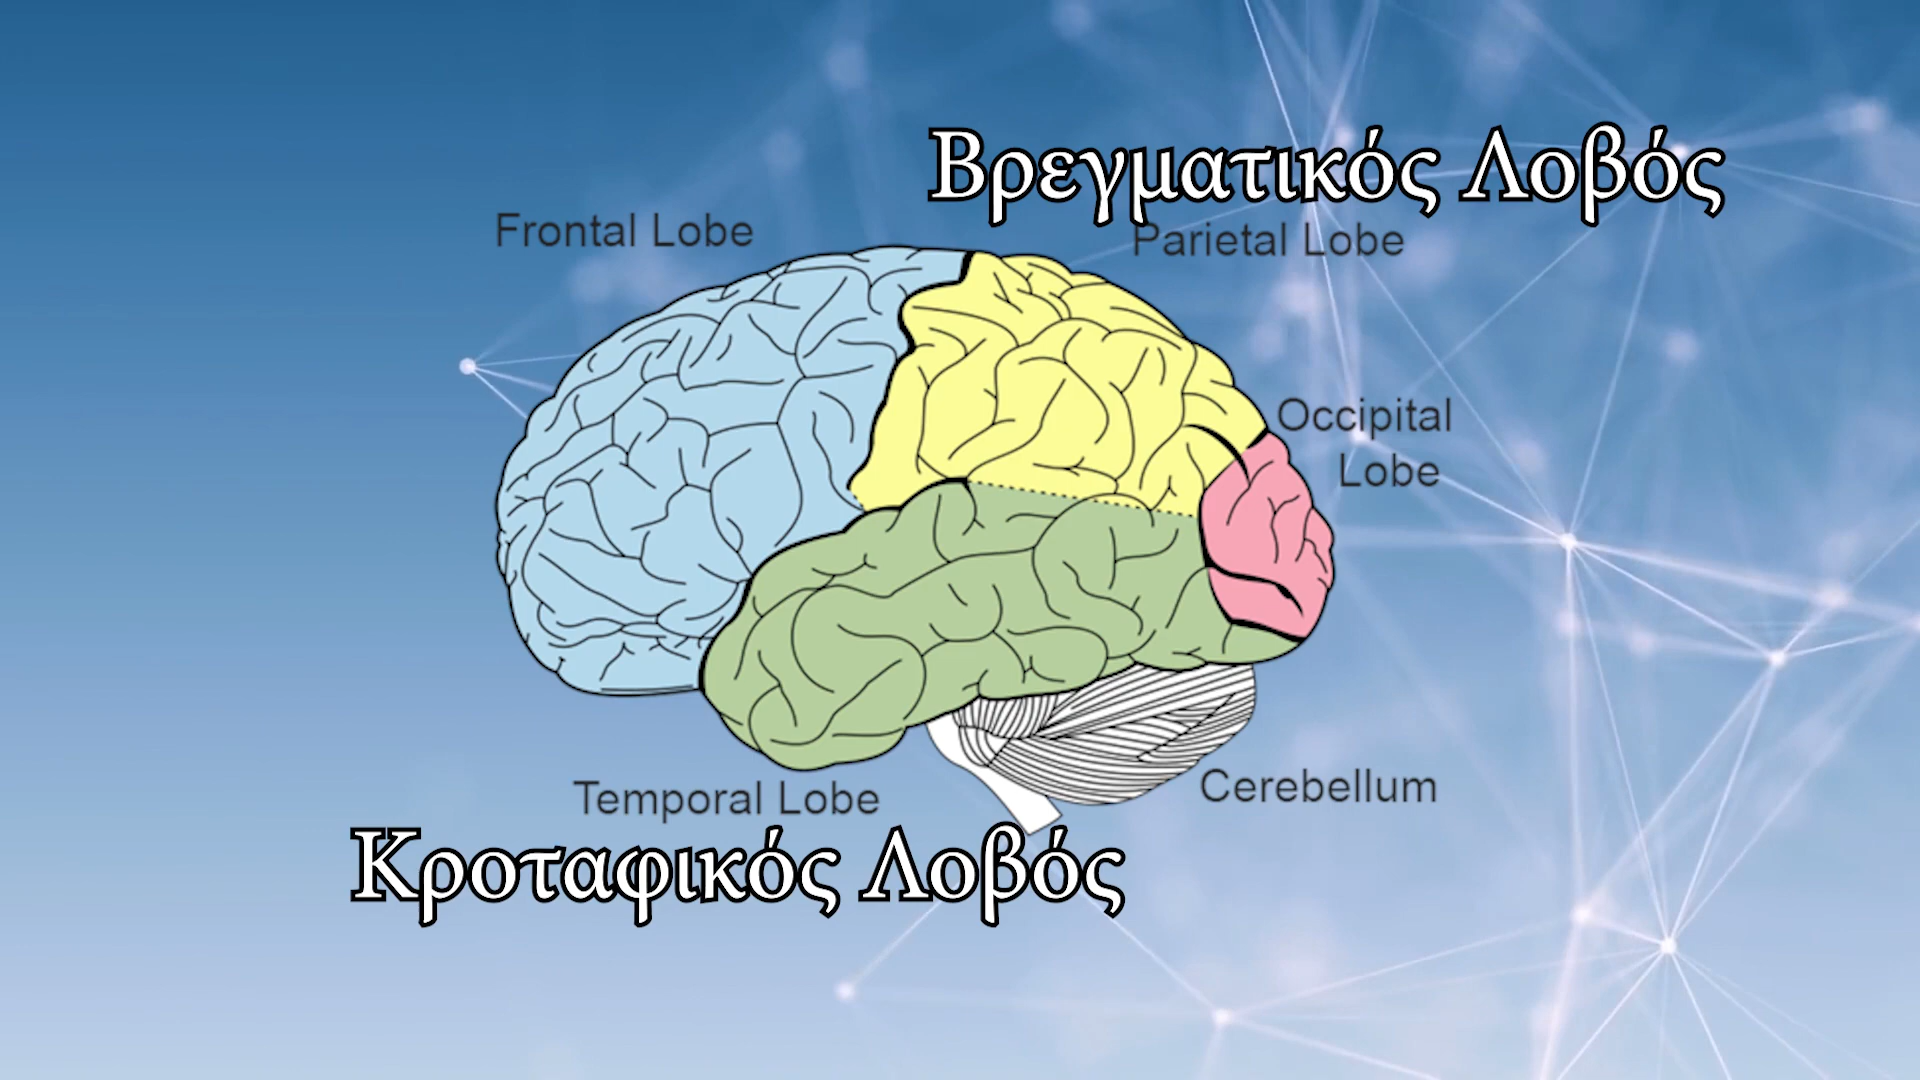 Βρεγματικός Λοβός
Frontal Lobe
Parietal Lobe
Occipital
Lobe
Temporal Lobe
Cerebellum
Κροταφικός Λοβός